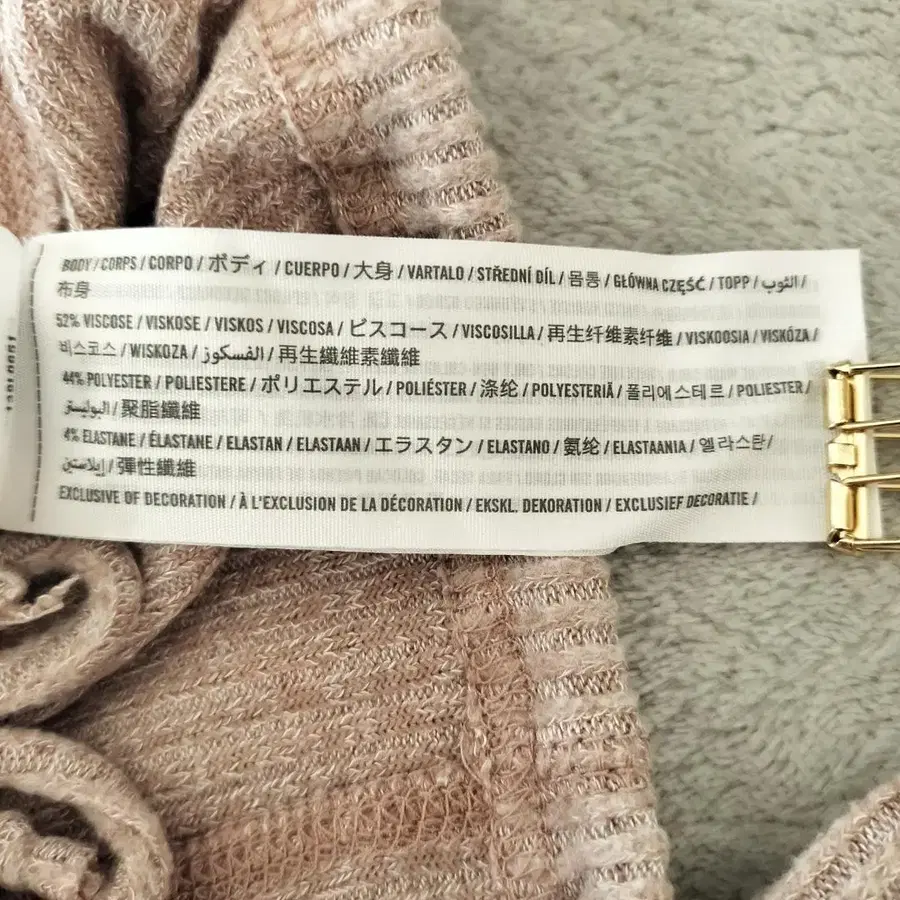 BODY / CORPS / CORPO / ボディ / CUERPO / 大身 / VARTALO / STŘEDNÍ DÍL / 몸통 / GŁÓWNA CZĘŚĆ / TOPP / الثوب /
布身
52% VISCOSE / VISKOSE / VISKOS / VISCOSA / ビスコース / VISCOSILLA / 再生纤维素纤维 / VISKOOSIA / VISKÓZA /
비스코스 / WISKOZA / الفسكوز / 再生纖維素纖維
44% POLYESTER / POLIESTERE / ポリエステル / POLIÉSTER / 涤纶 / POLYESTERIÄ / 폴리에스테르 / POLIESTER /
البوليستر / 聚脂纖維
4% ELASTANE / ÉLASTANE / ELASTAN / ELASTAAN / エラスタン / ELASTANO / 氨纶 / ELASTAANIA / 엘라스탄 /
إيلاستين / 彈性纖維
EXCLUSIVE OF DECORATION / À L'EXCLUSION DE LA DÉCORATION / EKSKL. DEKORATION / EXCLUSIEF DECORATIE /